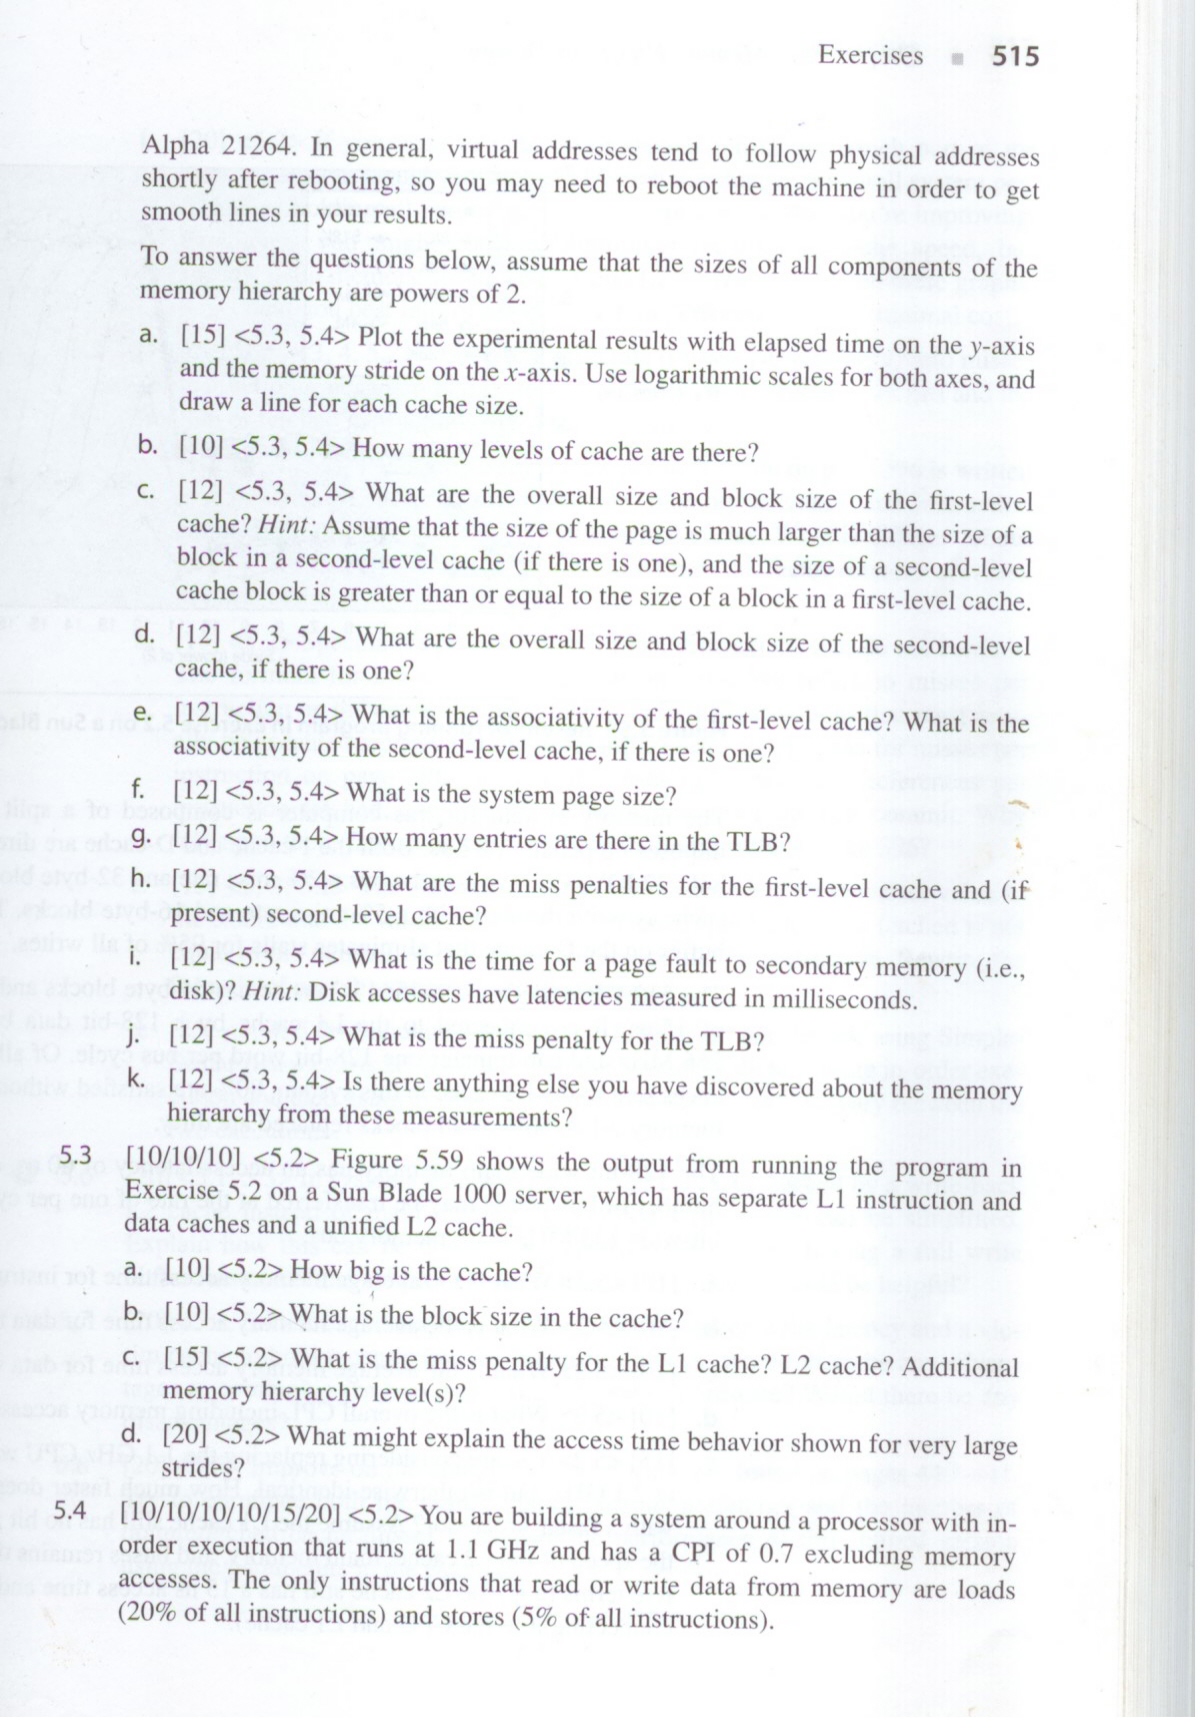 Exercises ■ 515
Alpha 21264. In general, virtual addresses tend to follow physical addresses
shortly after rebooting, so you may need to reboot the machine in order to get
smooth lines in your results.
To answer the questions below, assume that the sizes of all components of the
memory hierarchy are powers of 2.
a. [15] <5.3, 5.4> Plot the experimental results with elapsed time on the y-axis
and the memory stride on the x-axis. Use logarithmic scales for both axes, and
draw a line for each cache size.
b. [10] <5.3, 5.4> How many levels of cache are there?
c. [12] <5.3, 5.4> What are the overall size and block size of the first-level
cache? Hint: Assume that the size of the page is much larger than the size of a
block in a second-level cache (if there is one), and the size of a second-level
cache block is greater than or equal to the size of a block in a first-level cache.
d. [12] <5.3, 5.4> What are the overall size and block size of the second-level
cache, if there is one?
e. [12] <5.3, 5.4> What is the associativity of the first-level cache? What is the
associativity of the second-level cache, if there is one?
f. [12] <5.3, 5.4> What is the system page size?
g. [12] <5.3, 5.4> How many entries are there in the TLB?
h. [12] <5.3, 5.4> What are the miss penalties for the first-level cache and (if
present) second-level cache?
i. [12] <5.3, 5.4> What is the time for a page fault to secondary memory (i.e.,
disk)? Hint: Disk accesses have latencies measured in milliseconds.
j. [12] <5.3, 5.4> What is the miss penalty for the TLB?
k. [12] <5.3, 5.4> Is there anything else you have discovered about the memory
hierarchy from these measurements?
5.3 [10/10/10] <5.2> Figure 5.59 shows the output from running the program in
Exercise 5.2 on a Sun Blade 1000 server, which has separate L1 instruction and
data caches and a unified L2 cache.
a. [10] <5.2> How big is the cache?
b. [10] <5.2> What is the block size in the cache?
c. [15] <5.2> What is the miss penalty for the L1 cache? L2 cache? Additional
memory hierarchy level(s)?
d. [20] <5.2> What might explain the access time behavior shown for very large
strides?
5.4 [10/10/10/10/15/20] <5.2> You are building a system around a processor with in-
order execution that runs at 1.1 GHz and has a CPI of 0.7 excluding memory
accesses. The only instructions that read or write data from memory are loads
(20% of all instructions) and stores (5% of all instructions).